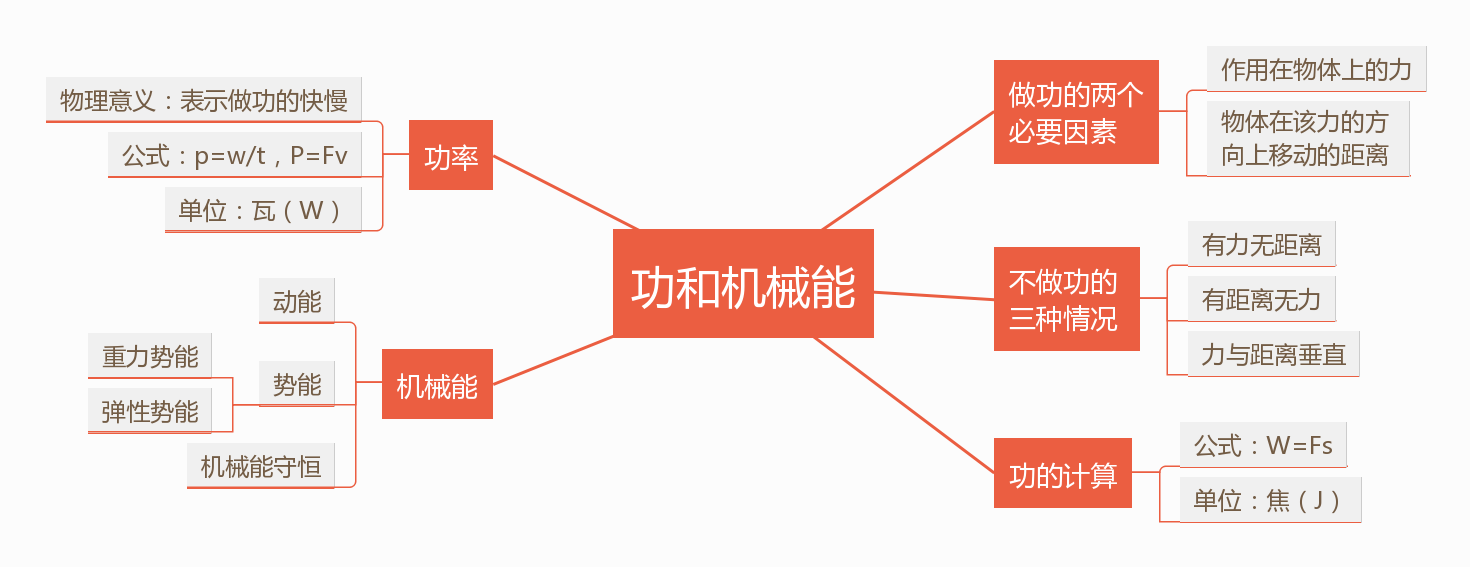 功和机械能
做功的两个
必要因素
作用在物体上的力
物体在该力的方
向上移动的距离
不做功的
三种情况
有力无距离
有距离无力
力与距离垂直
功的计算
公式：W=Fs
单位：焦（J）
功率
物理意义：表示做功的快慢
公式：p=w/t，P=Fv
单位：瓦（W）
机械能
动能
势能
重力势能
弹性势能
机械能守恒